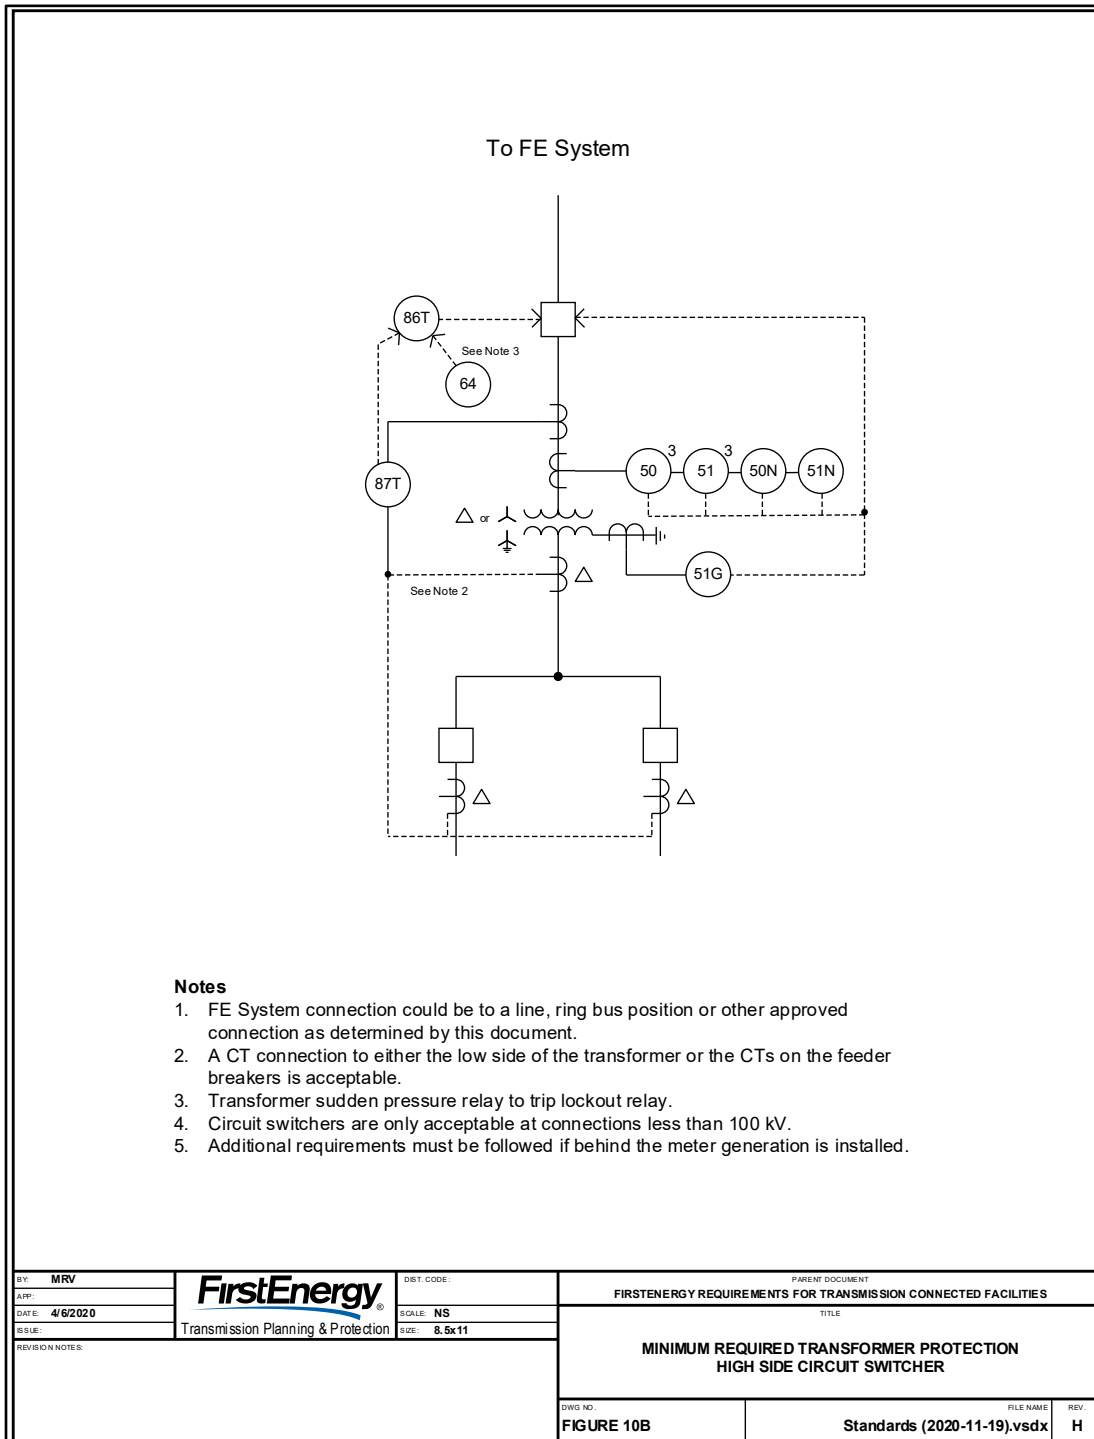 To FE System
86T
See Note 3
64
3
3
50
51
50N
51N
87T
or
51G
See Note 2
Notes
1. FE System connection could be to a line, ring bus position or other approved
connection as determined by this document.
2. A CT connection to either the low side of the transformer or the CTs on the feeder
breakers is acceptable.
3. Transformer sudden pressure relay to trip lockout relay.
4. Circuit switchers are only acceptable at connections less than 100 kV.
5. Additional requirements must be followed if behind the meter generation is installed.
BY: MRV
APP:
DATE: 4/6/2020
ISSUE:
REVISION NOTES:
FirstEnergy®
Transmission Planning & Protection
DIST. CODE:
SCALE: NS
SIZE: 8.5x11
PARENT DOCUMENT
FIRSTENERGY REQUIREMENTS FOR TRANSMISSION CONNECTED FACILITIES
TITLE
MINIMUM REQUIRED TRANSFORMER PROTECTION
HIGH SIDE CIRCUIT SWITCHER
DWG NO.
FIGURE 10B
FILE NAME
Standards (2020-11-19).vsdx
REV.
H